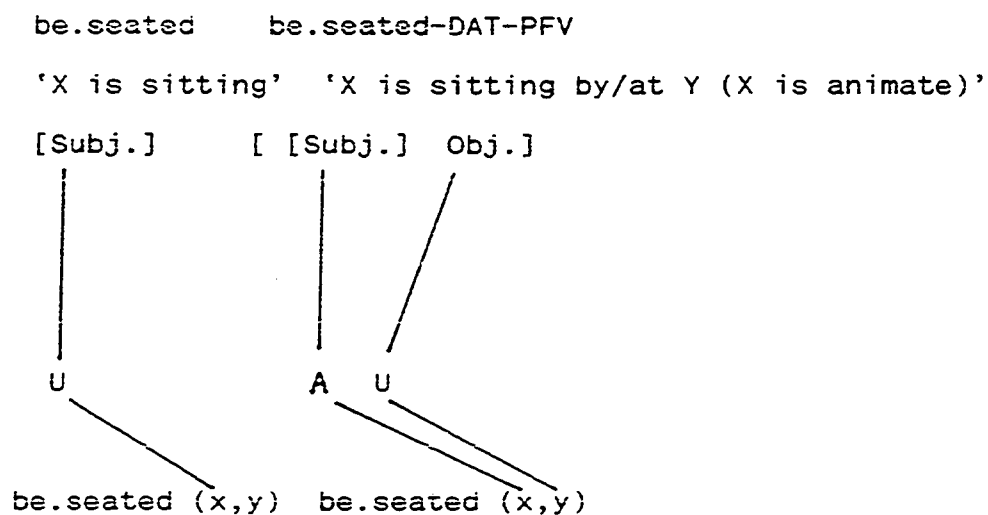 be.seated be.seated-DAT-PFV
‘X is sitting’ ‘X is sitting by/at Y (X is animate)’
[Subj.] [ [Subj.] Obj.]
U A U
be.seated (x,y) be.seated (x,y)